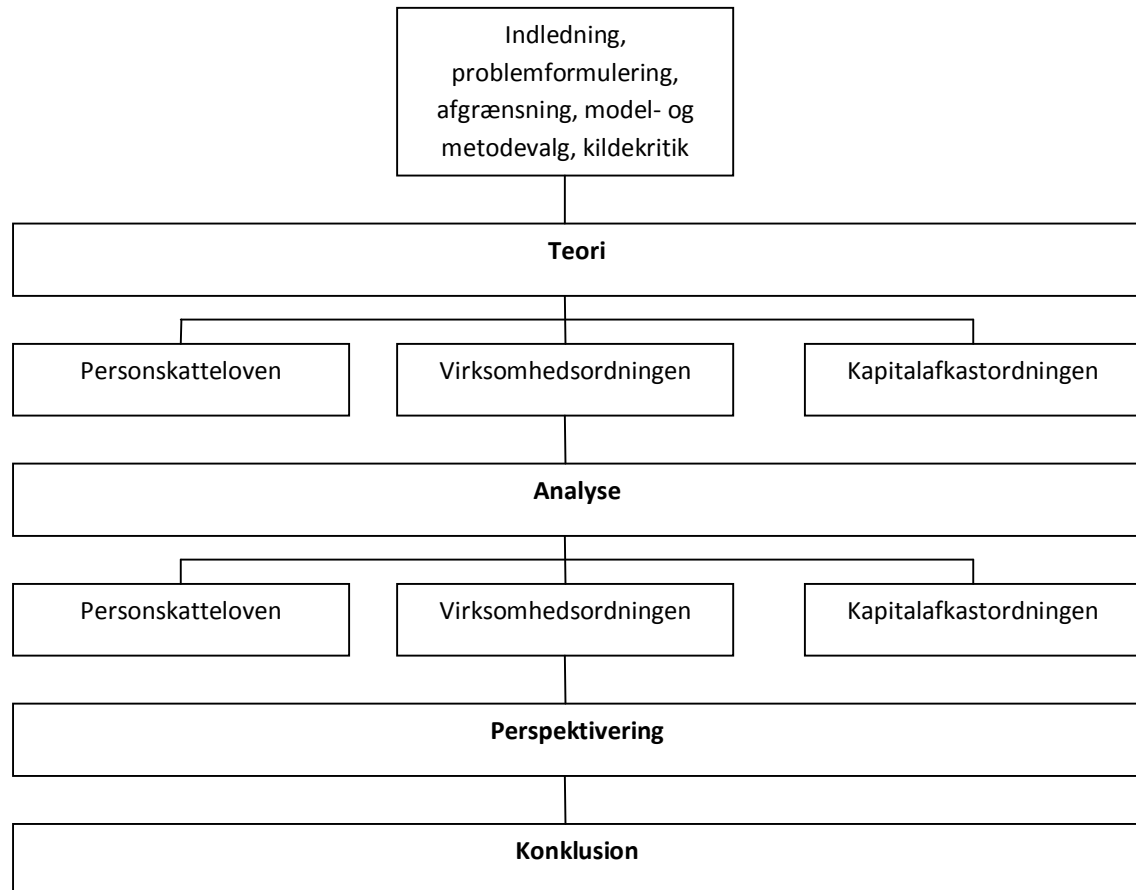 Indledning,
problemformulering,
afgrænsning, model- og
metodevalg, kildekritik
Teori
Personskatteloven
Virksomhedsordningen
Kapitalafkastordningen
Analyse
Personskatteloven
Virksomhedsordningen
Kapitalafkastordningen
Perspektivering
Konklusion